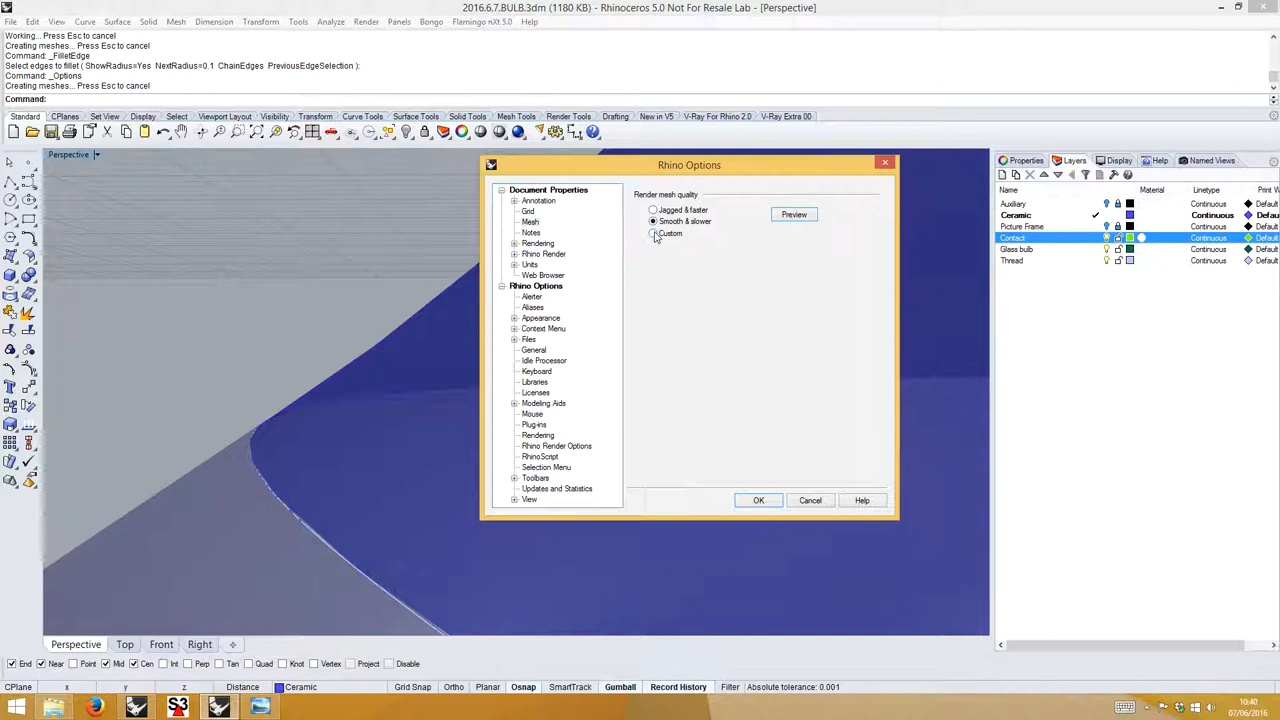 2016.6.7.BULB.3dm (1180 KB) - Rhinoceros 5.0 Not For Resale Lab - [Perspective]
File Edit View Curve Surface Solid Mesh Dimension Transform Tools Analyze Render Panels Bongo Flamingo nXt 5.0 Help
Working... Press Esc to cancel
Creating meshes... Press Esc to cancel
Command: _FilletEdge
Select edges to fillet ( ShowRadius=Yes NextRadius=0.1 ChainEdges PreviousEdgeSelection ):
Command: _Options
Creating meshes... Press Esc to cancel
Command:
Standard CPlanes Set View Display Select Viewport Layout Visibility Transform Curve Tools Surface Tools Solid Tools Mesh Tools Render Tools Drafting New in V5 V-Ray For Rhino 2.0 V-Ray Extra 00
Perspective
Rhino Options
Document Properties
Annotation
Grid
Mesh
Notes
Rendering
Rhino Render
Units
Web Browser
Rhino Options
Alerter
Aliases
Appearance
Context Menu
Files
General
Idle Processor
Keyboard
Libraries
Licenses
Modeling Aids
Mouse
Plug-ins
Rendering
Rhino Render Options
RhinoScript
Selection Menu
Toolbars
Updates and Statistics
View
Render mesh quality
Jagged & faster
Smooth & slower
Custom
Preview
OK Cancel Help
Properties Layers Display Help Named Views
Name Material Linetype Print W
Auxiliary Continuous Default
Ceramic Continuous Default
Picture Frame Continuous Default
Contact Continuous Default
Glass bulb Continuous Default
Thread Continuous Default
Perspective Top Front Right
End Near Point Mid Cen Int Perp Tan Quad Knot Vertex Project Disable
CPlane x y z Distance Ceramic Grid Snap Ortho Planar Osnap SmartTrack Gumball Record History Filter Absolute tolerance: 0.001
S3
10:40
07/06/2016